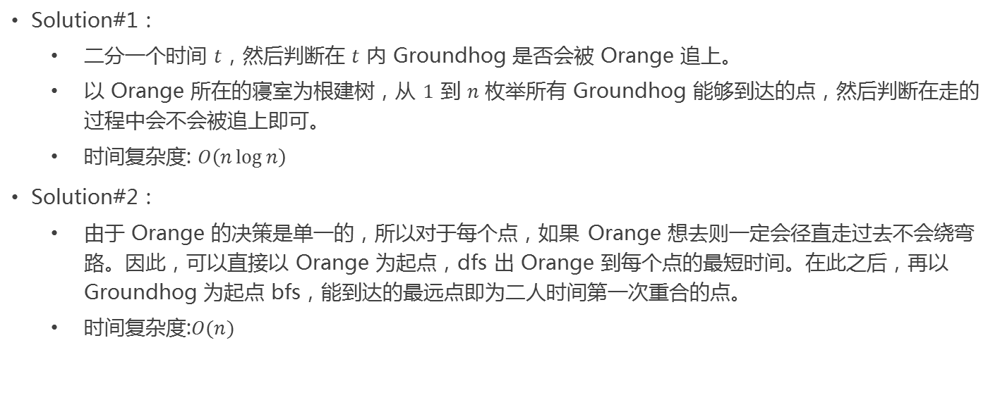 • Solution#1：
• 二分一个时间 t，然后判断在 t 内 Groundhog 是否会被 Orange 追上。
• 以 Orange 所在的寝室为根建树，从 1 到 n 枚举所有 Groundhog 能够到达的点，然后判断在走的
过程中会不会被追上即可。
• 时间复杂度: O(n log n)
• Solution#2：
• 由于 Orange 的决策是单一的，所以对于每个点，如果 Orange 想去则一定会径直走过去不会绕弯
路。因此，可以直接以 Orange 为起点，dfs 出 Orange 到每个点的最短时间。在此之后，再以
Groundhog 为起点 bfs，能到达的最远点即为二人时间第一次重合的点。
• 时间复杂度:O(n)